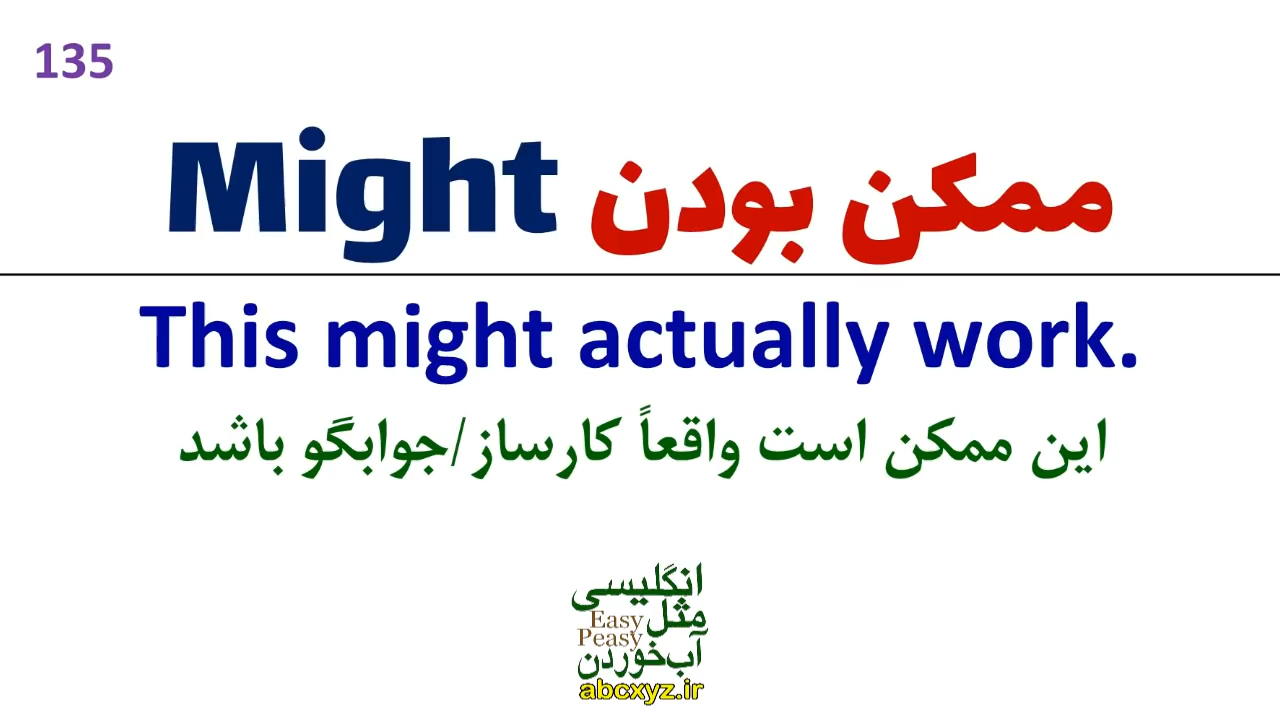 135
Might ممکن بودن
This might actually work.
این ممکن است واقعاً کارساز/جوابگو باشد
انگلیسی
مثل
Easy
Peasy
آب‌خوردن
abcxyz.ir